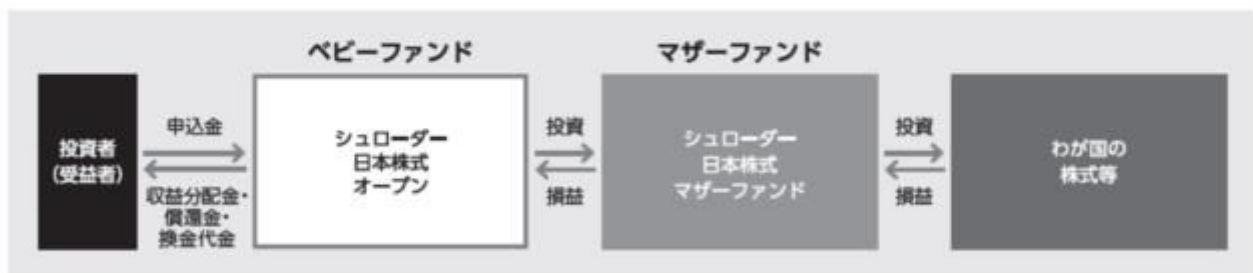 ベビーファンド
マザーファンド
投資者
(受益者)
申込金
収益分配金・
償還金・
換金代金
シュローダー
日本株式
オープン
投資
損益
シュローダー
日本株式
マザーファンド
投資
損益
わが国の
株式等